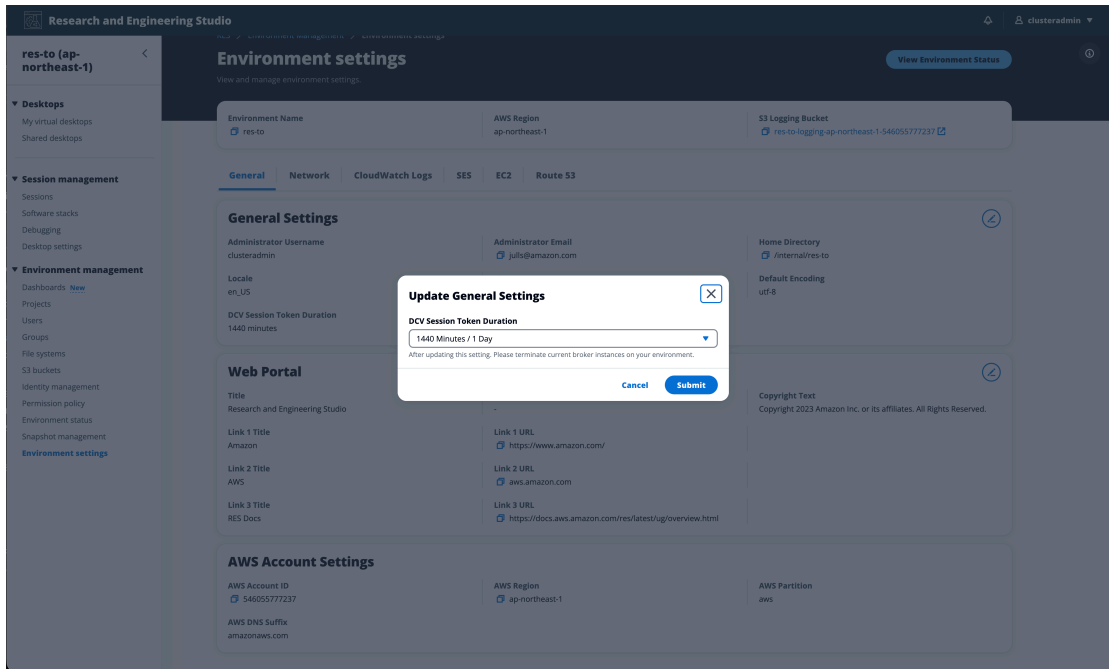 Research and Engineering Studio
clusteradmin
res-to (ap-
northeast-1)
Desktops
My virtual desktops
Shared desktops
Session management
Sessions
Software stacks
Debugging
Desktop settings
Environment management
Dashboards New
Projects
Users
Groups
File systems
S3 buckets
Identity management
Permission policy
Environment status
Snapshot management
Environment settings
RES > Environment Management > Environment Settings
Environment settings
View and manage environment settings.
View Environment Status
Environment Name
res-to
AWS Region
ap-northeast-1
S3 Logging Bucket
res-to-logging-ap-northeast-1-546055777237
General
Network
CloudWatch Logs
SES
EC2
Route 53
General Settings
Administrator Username
clusteradmin
Administrator Email
julls@amazon.com
Home Directory
/internal/res-to
Locale
en_US
Default Encoding
utf-8
DCV Session Token Duration
1440 minutes
Update General Settings
DCV Session Token Duration
1440 Minutes / 1 Day
After updating this setting. Please terminate current broker instances on your environment.
Cancel
Submit
Web Portal
Title
Research and Engineering Studio
-
Copyright Text
Copyright 2023 Amazon Inc. or its affiliates. All Rights Reserved.
Link 1 Title
Amazon
Link 1 URL
https://www.amazon.com/
Link 2 Title
AWS
Link 2 URL
aws.amazon.com
Link 3 Title
RES Docs
Link 3 URL
https://docs.aws.amazon.com/res/latest/ug/overview.html
AWS Account Settings
AWS Account ID
546055777237
AWS Region
ap-northeast-1
AWS Partition
aws
AWS DNS Suffix
amazonaws.com